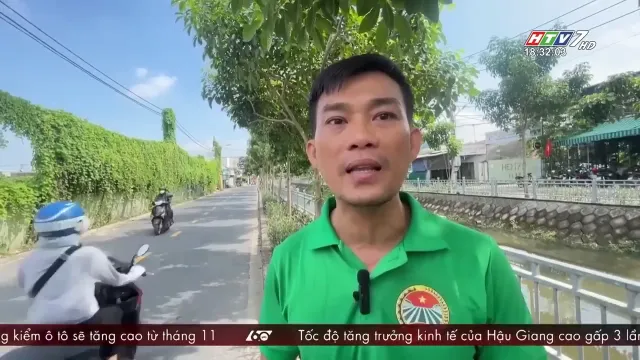 HTV7 HD
18:32:03
g kiểm ô tô sẽ tăng cao từ tháng 11
Tốc độ tăng trưởng kinh tế của Hậu Giang cao gấp 3 lầ